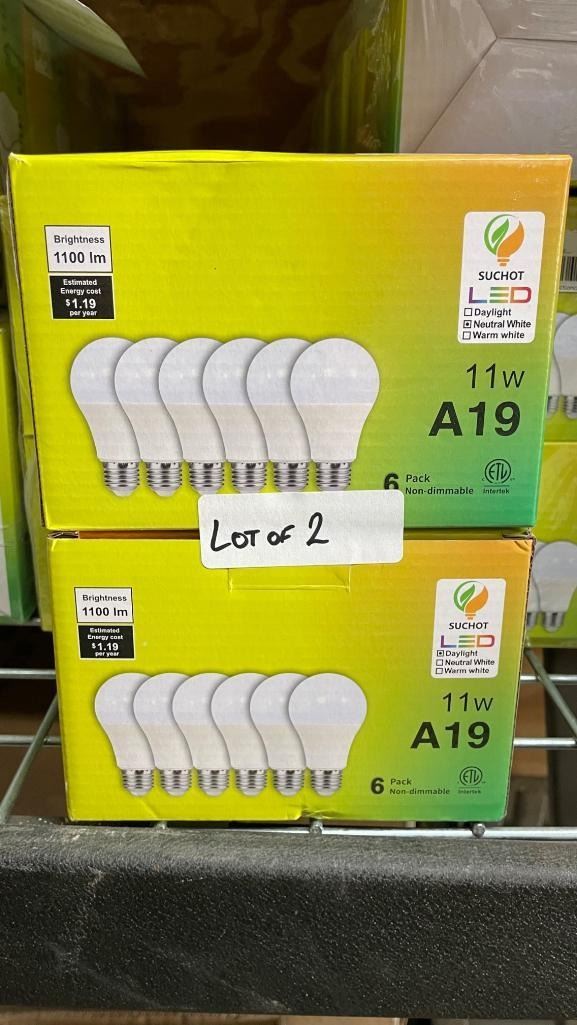 Brightness
1100 lm
Estimated
Energy cost
$1.19
per year
SUCHOT
LED
Daylight
Neutral White
Warm white
11w
A19
6 Pack
Non-dimmable
ETL
Intertek
LOT OF 2
Brightness
1100 lm
Estimated
Energy cost
$1.19
per year
SUCHOT
LED
Daylight
Neutral White
Warm white
11w
A19
6 Pack
Non-dimmable
ETL
Intertek